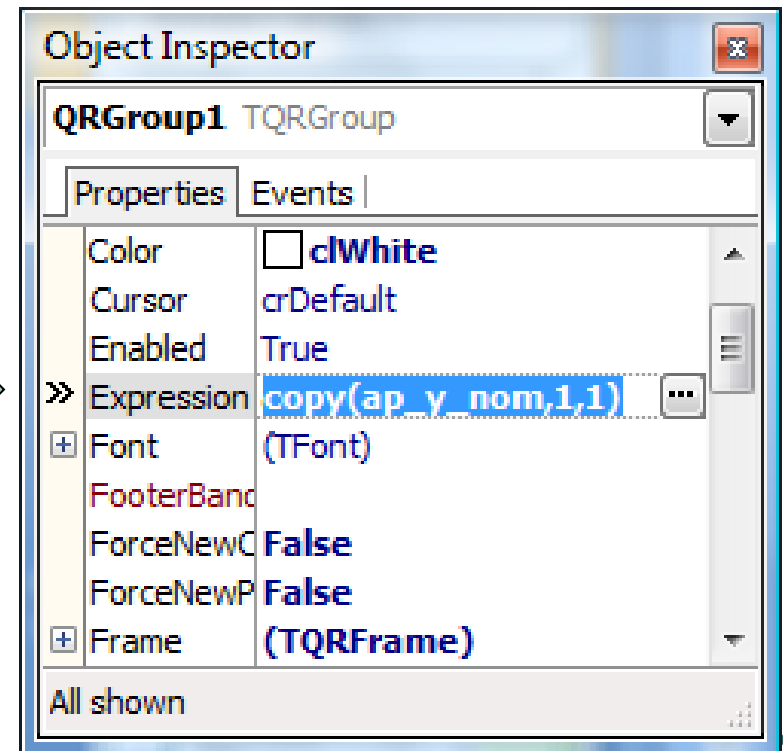 Object Inspector
QRGroup1 TQRGroup
Properties Events
Color clWhite
Cursor crDefault
Enabled True
Expression copy(ap_y_nom,1,1) ...
Font (TFont)
FooterBand
ForceNewC False
ForceNewP False
Frame (TQRFrame)
All shown